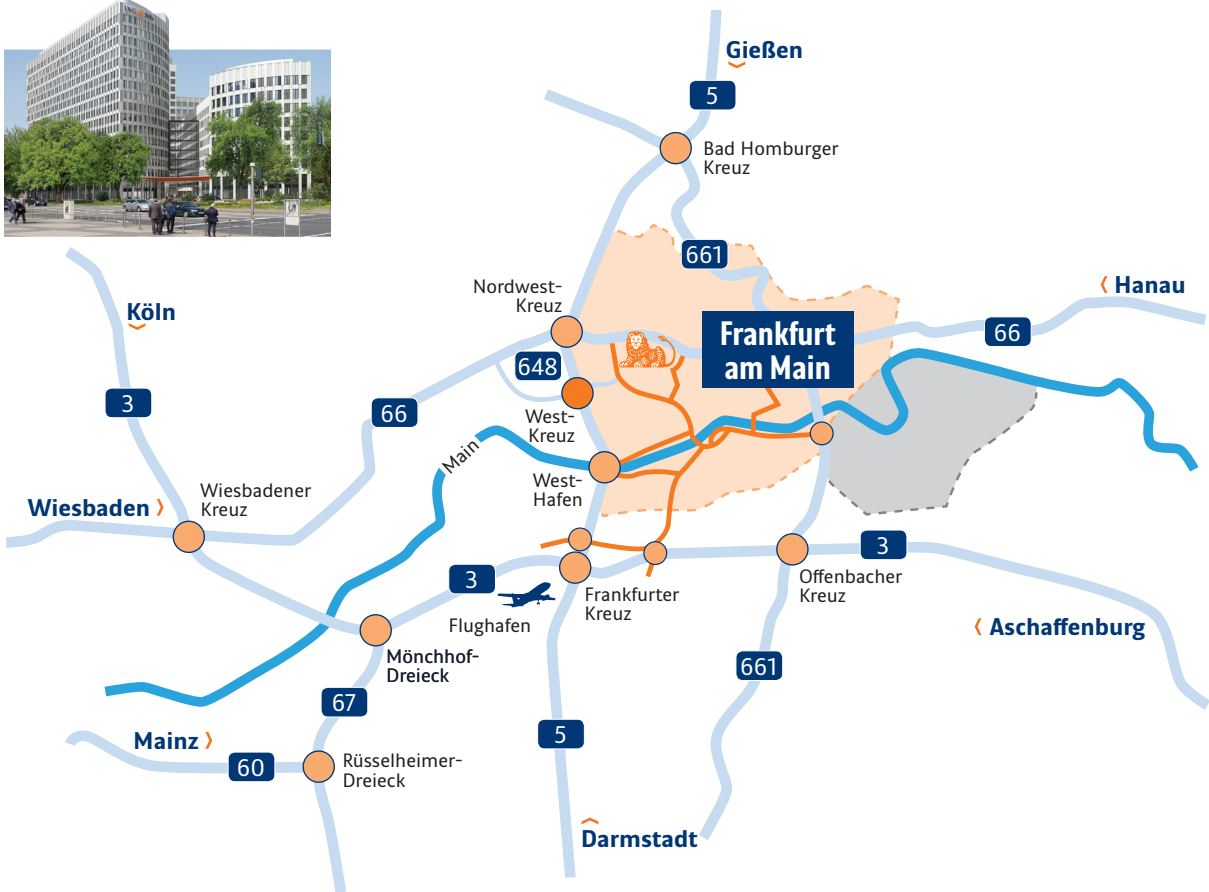 ING DiBa
Gießen
5
Bad Homburger
Kreuz
661
Nordwest-
Kreuz
Hanau
Köln
Frankfurt
am Main
66
648
3
66
West-
Kreuz
Main
West-
Hafen
Wiesbadener
Kreuz
Wiesbaden
3
3
Offenbacher
Kreuz
Frankfurter
Kreuz
Flughafen
Aschaffenburg
Mönchhof-
Dreieck
661
67
5
Mainz
60
Rüsselheimer-
Dreieck
Darmstadt